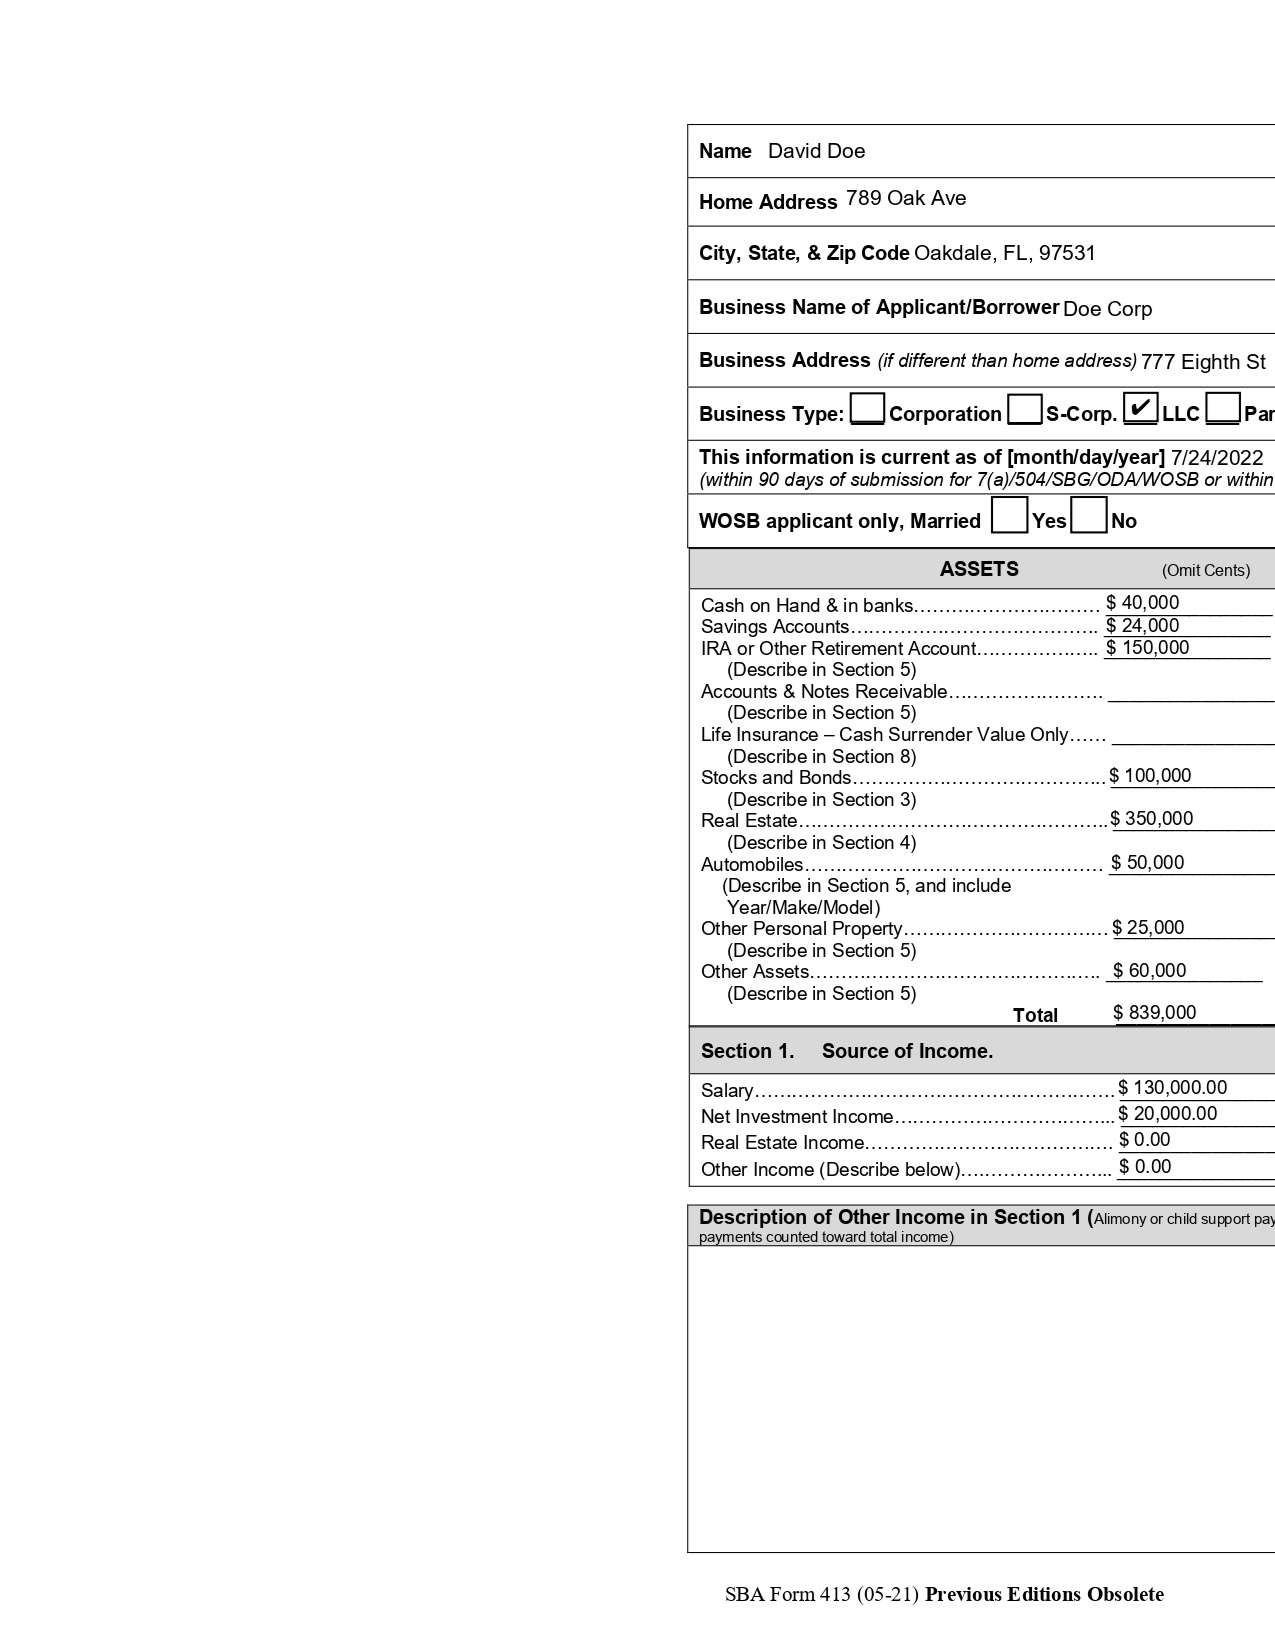 Name David Doe
Home Address 789 Oak Ave
City, State, & Zip Code Oakdale, FL, 97531
Business Name of Applicant/Borrower Doe Corp
Business Address (if different than home address) 777 Eighth St
Business Type: Corporation S-Corp. ✔ LLC Par
This information is current as of [month/day/year] 7/24/2022
(within 90 days of submission for 7(a)/504/SBG/ODA/WOSB or within
WOSB applicant only, Married Yes No
ASSETS (Omit Cents)
Cash on Hand & in banks………………………… $ 40,000
Savings Accounts…………………………………. $ 24,000
IRA or Other Retirement Account……………….. $ 150,000
(Describe in Section 5)
Accounts & Notes Receivable……………………. ________________
(Describe in Section 5)
Life Insurance – Cash Surrender Value Only…… ________________
(Describe in Section 8)
Stocks and Bonds………………………………….. $ 100,000
(Describe in Section 3)
Real Estate…………………………………………. $ 350,000
(Describe in Section 4)
Automobiles………………………………………… $ 50,000
(Describe in Section 5, and include
Year/Make/Model)
Other Personal Property…………………………… $ 25,000
(Describe in Section 5)
Other Assets………………………………………. $ 60,000
(Describe in Section 5)
Total $ 839,000
Section 1. Source of Income.
Salary…………………………………………………. $ 130,000.00
Net Investment Income……………………………... $ 20,000.00
Real Estate Income…………………………………. $ 0.00
Other Income (Describe below)…………………... $ 0.00
Description of Other Income in Section 1 (Alimony or child support pay
payments counted toward total income)
SBA Form 413 (05-21) Previous Editions Obsolete